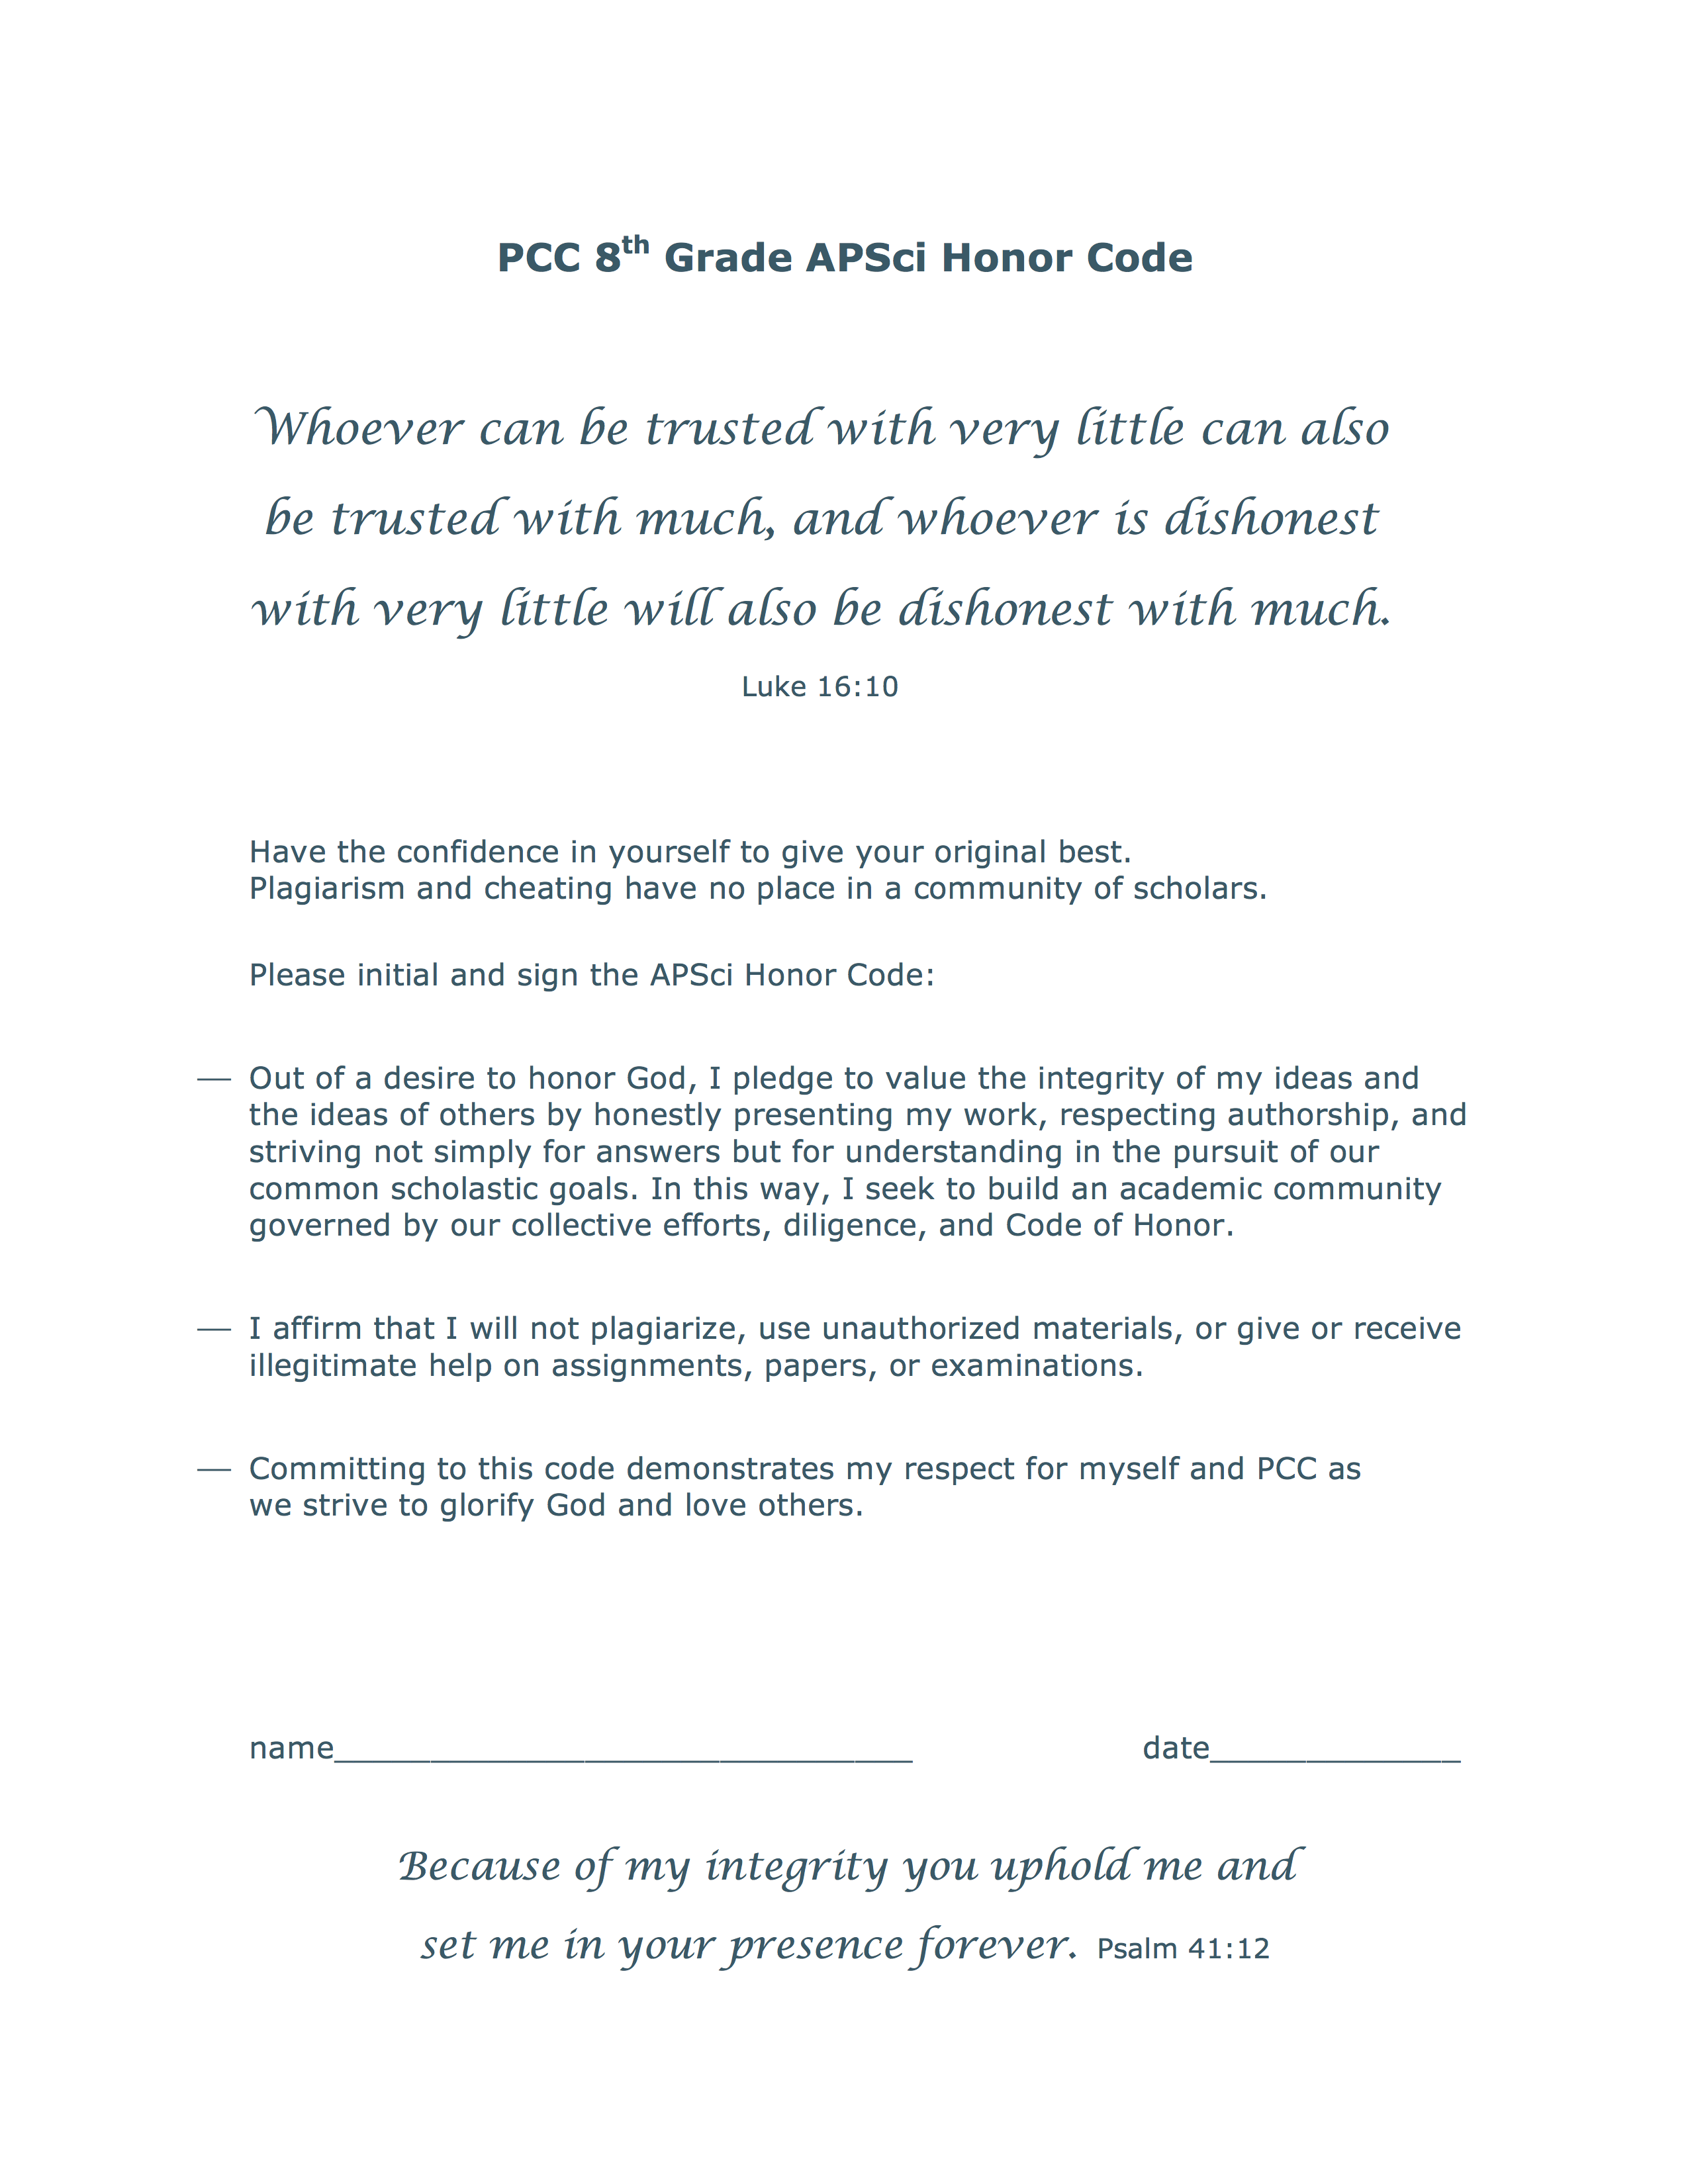 PCC 8th Grade APSci Honor Code
Whoever can be trusted with very little can also
be trusted with much, and whoever is dishonest
with very little will also be dishonest with much.
Luke 16:10
Have the confidence in yourself to give your original best.
Plagiarism and cheating have no place in a community of scholars.
Please initial and sign the APSci Honor Code:
__ Out of a desire to honor God, I pledge to value the integrity of my ideas and
the ideas of others by honestly presenting my work, respecting authorship, and
striving not simply for answers but for understanding in the pursuit of our
common scholastic goals. In this way, I seek to build an academic community
governed by our collective efforts, diligence, and Code of Honor.
__ I affirm that I will not plagiarize, use unauthorized materials, or give or receive
illegitimate help on assignments, papers, or examinations.
__ Committing to this code demonstrates my respect for myself and PCC as
we strive to glorify God and love others.
name______________________________ date_____________
Because of my integrity you uphold me and
set me in your presence forever. Psalm 41:12